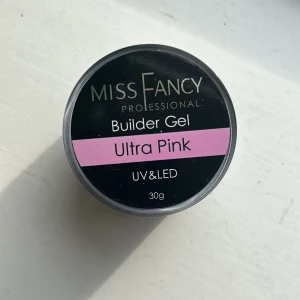 MISS FANCY
PROFESSIONAL
Builder Gel
Ultra Pink
UV&LED
30g